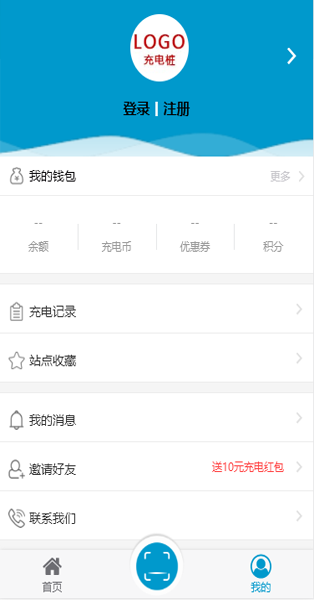 LOGO
充电桩
登录 | 注册
我的钱包 更多
-- -- -- --
余额 充电币 优惠券 积分
充电记录
站点收藏
我的消息
邀请好友 送10元充电红包
联系我们
首页 我的